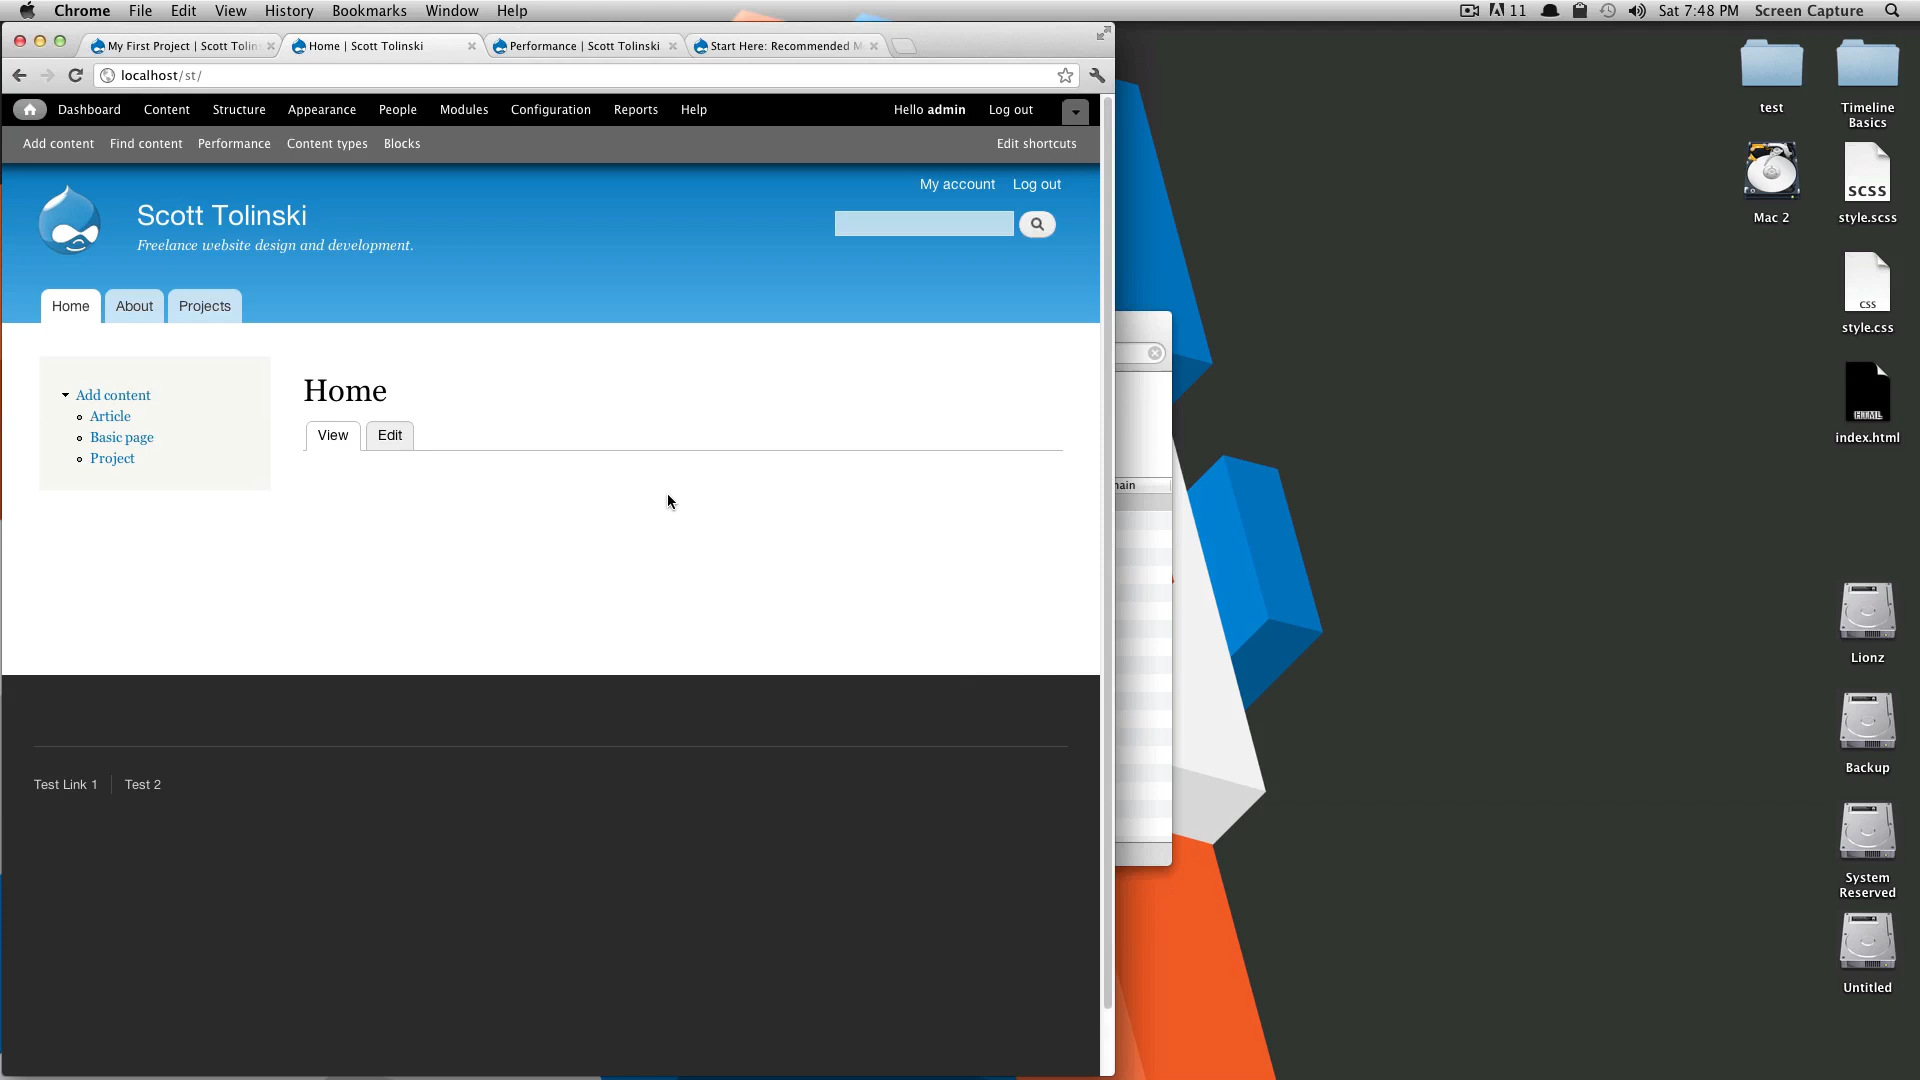 Chrome File Edit View History Bookmarks Window Help
11 Sat 7:48 PM Screen Capture
My First Project | Scott Tolin
Home | Scott Tolinski
Performance | Scott Tolinski
Start Here: Recommended M
localhost/st/
Dashboard Content Structure Appearance People Modules Configuration Reports Help Hello admin Log out
Add content Find content Performance Content types Blocks Edit shortcuts
My account Log out
Scott Tolinski
Freelance website design and development.
Home About Projects
Add content
Article
Basic page
Project
Home
View Edit
Test Link 1 Test 2
test
Timeline
Basics
Mac 2
SCSS
style.scss
css
style.css
HTML
index.html
Lionz
Backup
System
Reserved
Untitled